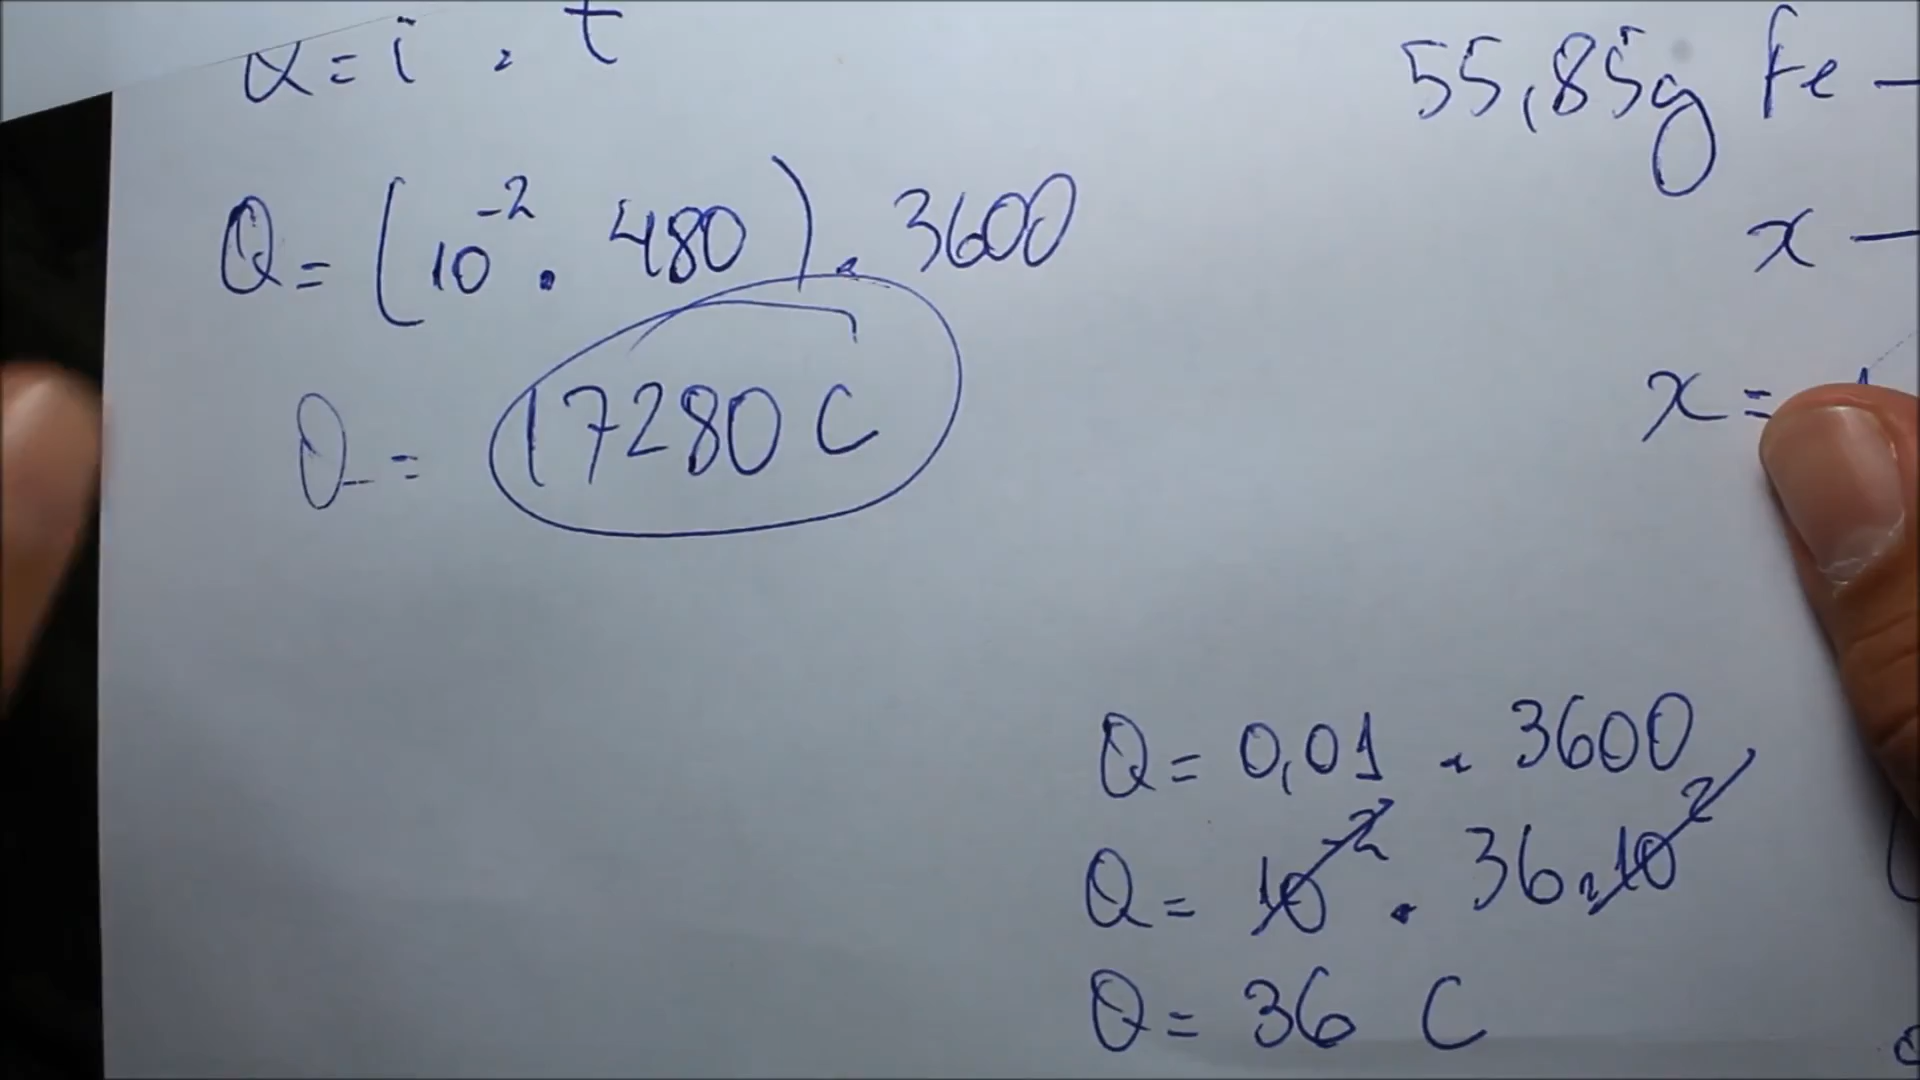 Q = i . t
Q = (10⁻² . 480) . 3600
Q = 17280 C
55,85g Fe —
x —
x =
Q = 0,01 . 3600
Q = 10⁻² . 36 . 10²
Q = 36 C